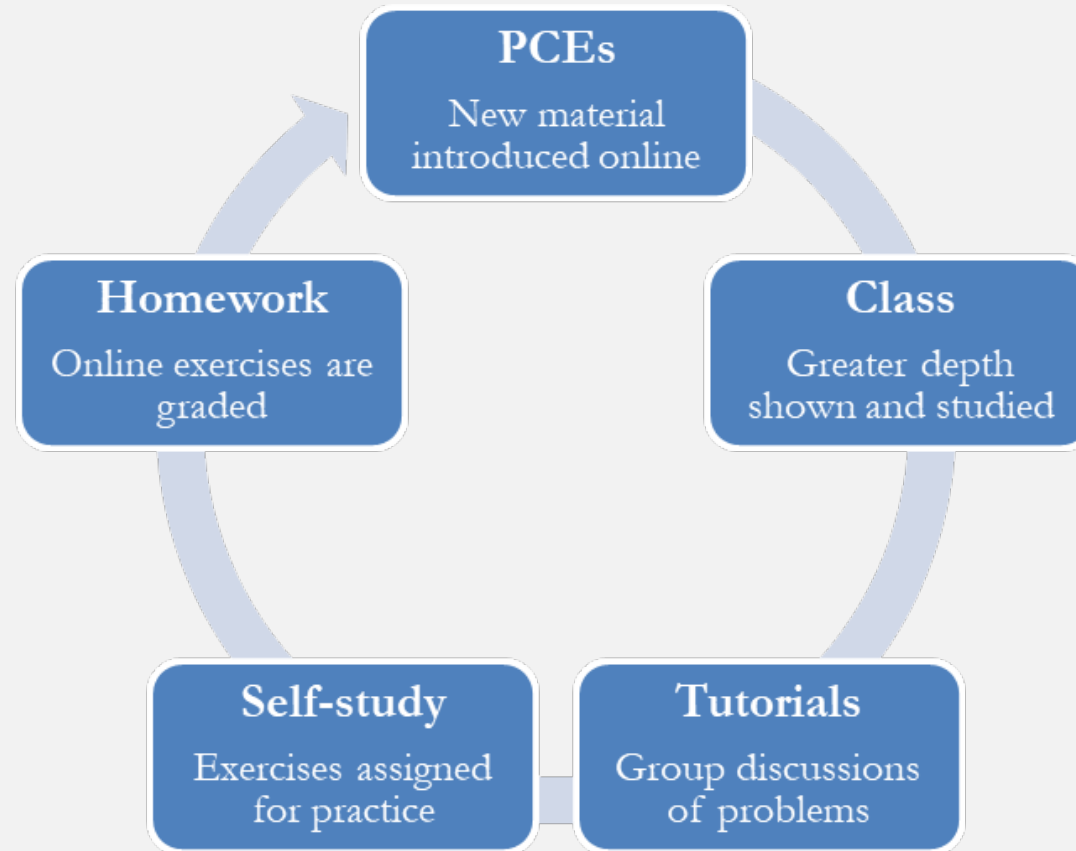 PCEs
New material
introduced online
Class
Greater depth
shown and studied
Tutorials
Group discussions
of problems
Self-study
Exercises assigned
for practice
Homework
Online exercises are
graded